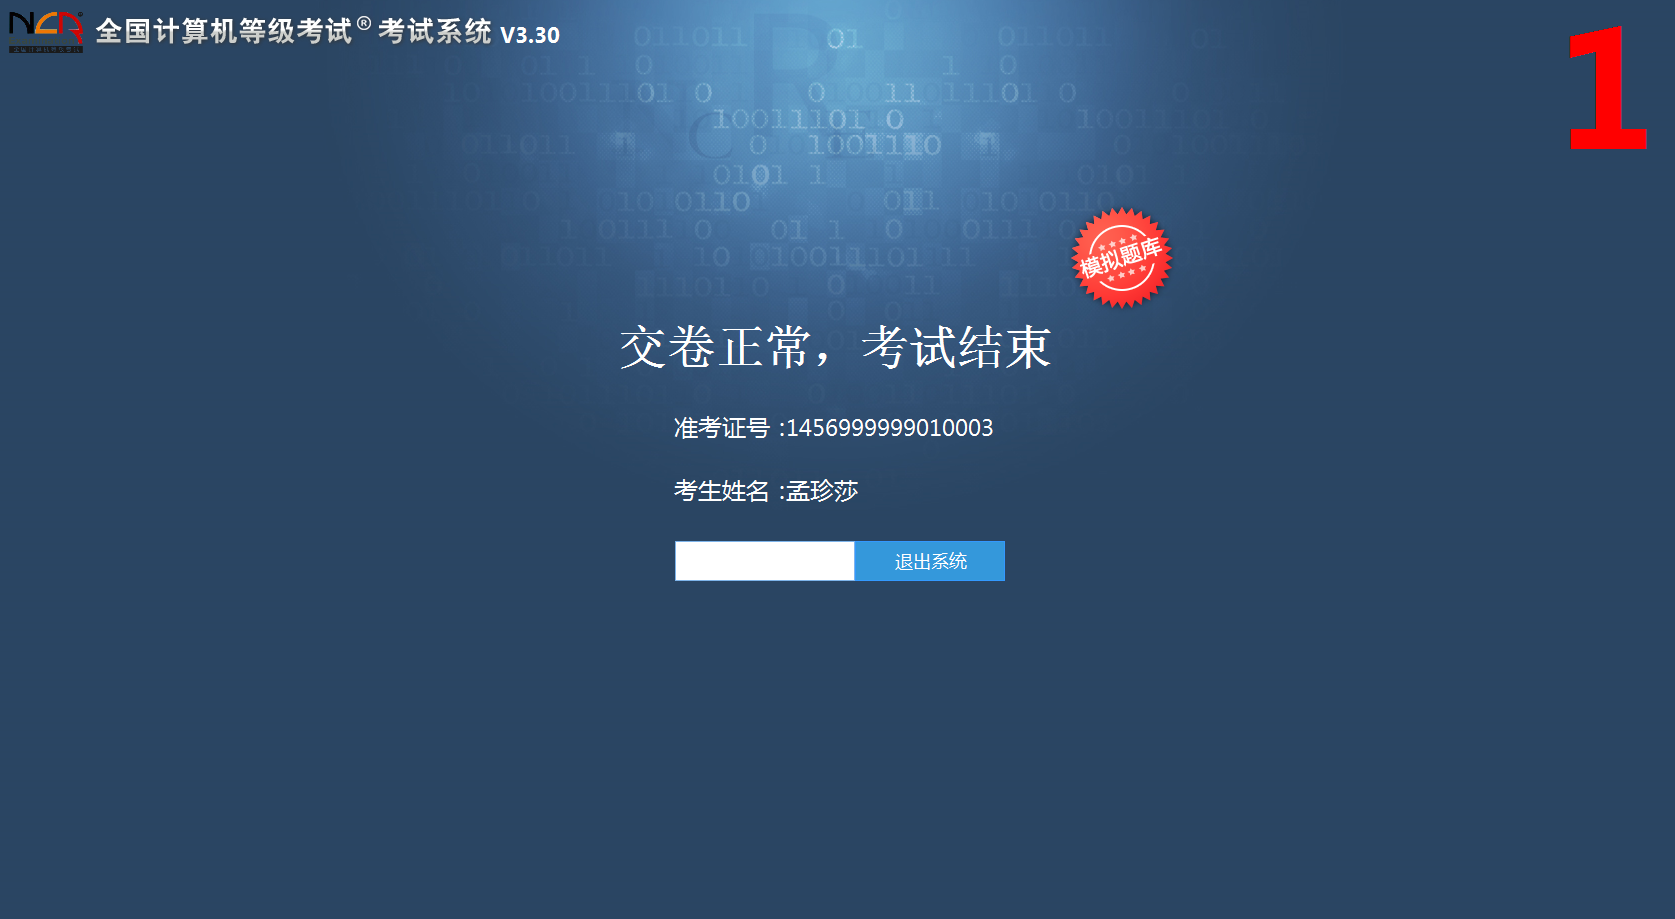 NCR
全国计算机等级考试® 考试系统 V3.30
1
模拟题库
交卷正常，考试结束
准考证号 :1456999999010003
考生姓名 :孟珍莎
退出系统